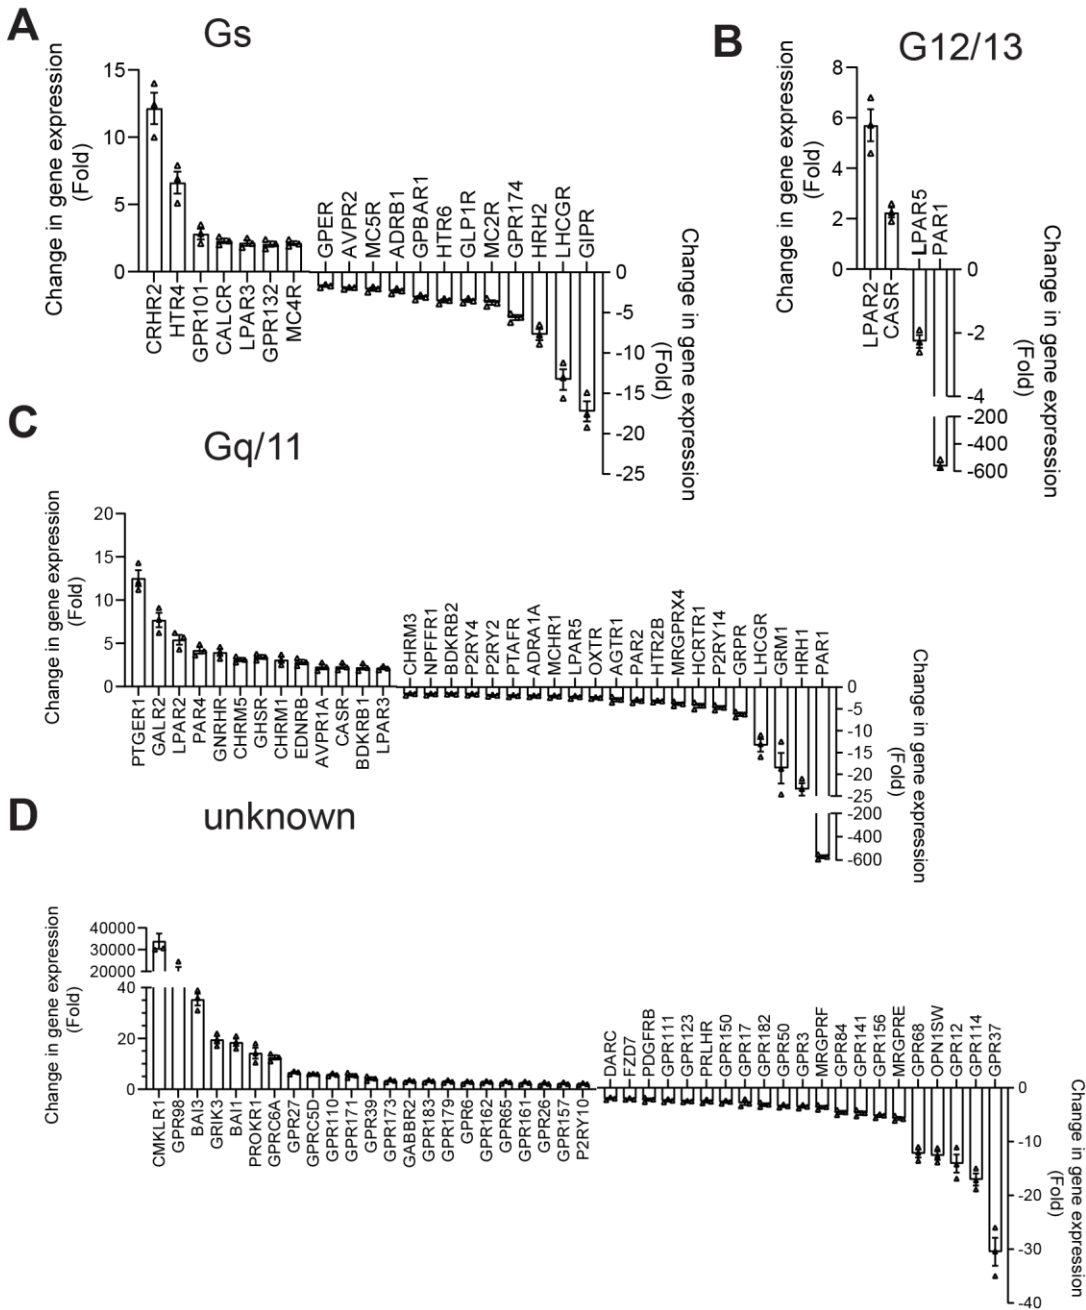 A
Gs
Change in gene expression
(Fold)
15
10
5
0
CRHR2
HTR4
GPR101
CALCR
LPAR3
GPR132
MC4R
GPER
AVPR2
MC5R
ADRB1
GPBAR1
HTR6
GLP1R
MC2R
GPR174
HRH2
LHCGR
GIPR
0
-5
-10
-15
-20
-25
Change in gene expression
(Fold)
B
G12/13
Change in gene expression
(Fold)
8
6
4
2
0
LPAR2
CASR
LPAR5
PAR1
0
-2
-4
-200
-400
-600
Change in gene expression
(Fold)
C
Gq/11
Change in gene expression
(Fold)
20
15
10
5
0
PTGER1
GALR2
LPAR2
PAR4
GNRHR
CHRM5
GHSR
CHRM1
EDNRB
AVPR1A
CASR
BDKRB1
LPAR3
CHRM3
NPFFR1
BDKRB2
P2RY4
P2RY2
PTAFR
ADRA1A
MCHR1
LPAR5
OXTR
AGTR1
PAR2
HTR2B
MRGPRX4
HCRTR1
P2RY14
GRPR
LHCGR
GRM1
HRH1
PAR1
0
-5
-10
-15
-20
-25
-200
-400
-600
Change in gene expression
(Fold)
D
unknown
Change in gene expression
(Fold)
40000
30000
20000
40
20
0
CMKLR1
GPR98
BAI3
GRIK3
BAI1
PROKR1
GPRC6A
GPR27
GPRC5D
GPR110
GPR171
GPR39
GPR173
GABBR2
GPR183
GPR179
GPR6
GPR162
GPR65
GPR161
GPR26
GPR157
P2RY10
DARC
FZD7
PDGFRB
GPR111
GPR123
PRLHR
GPR150
GPR17
GPR182
GPR50
GPR3
MRGPRF
GPR84
GPR141
GPR156
MRGPRE
GPR68
OPN1SW
GPR12
GPR114
GPR37
0
-10
-20
-30
-40
Change in gene expression
(Fold)